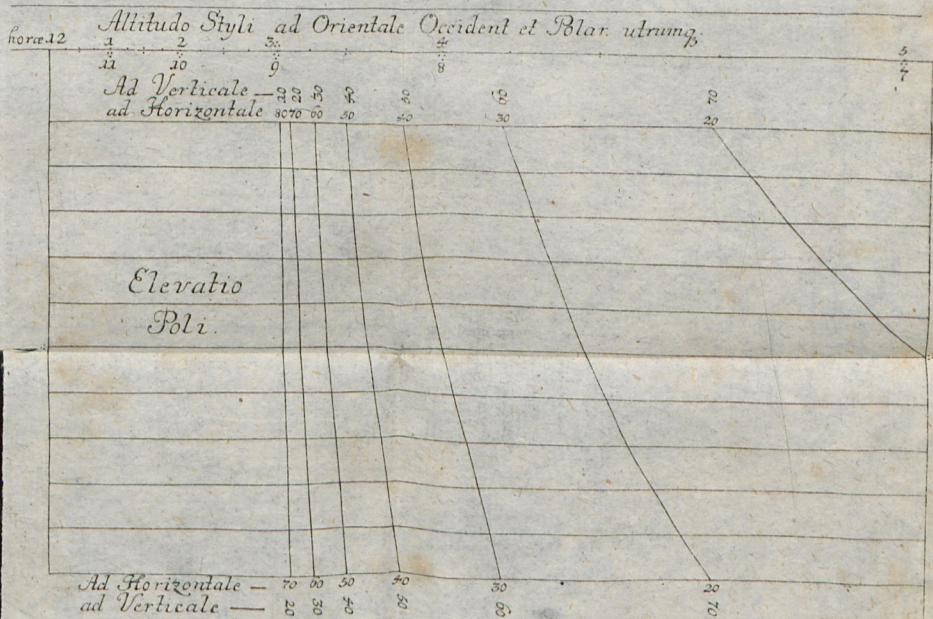 Altitudo Styli ad Orientale Occident et Polar. utrumq
horæ 12 1 2 3 4 5
11 10 9 8 7
Ad Verticale — 10 20 30 40 50 60 70
ad Horizontale 80 70 60 50 40 30 20
Elevatio
Poli.
Ad Horizontale — 70 60 50 40 30 20
ad Verticale — 20 30 40 50 60 70